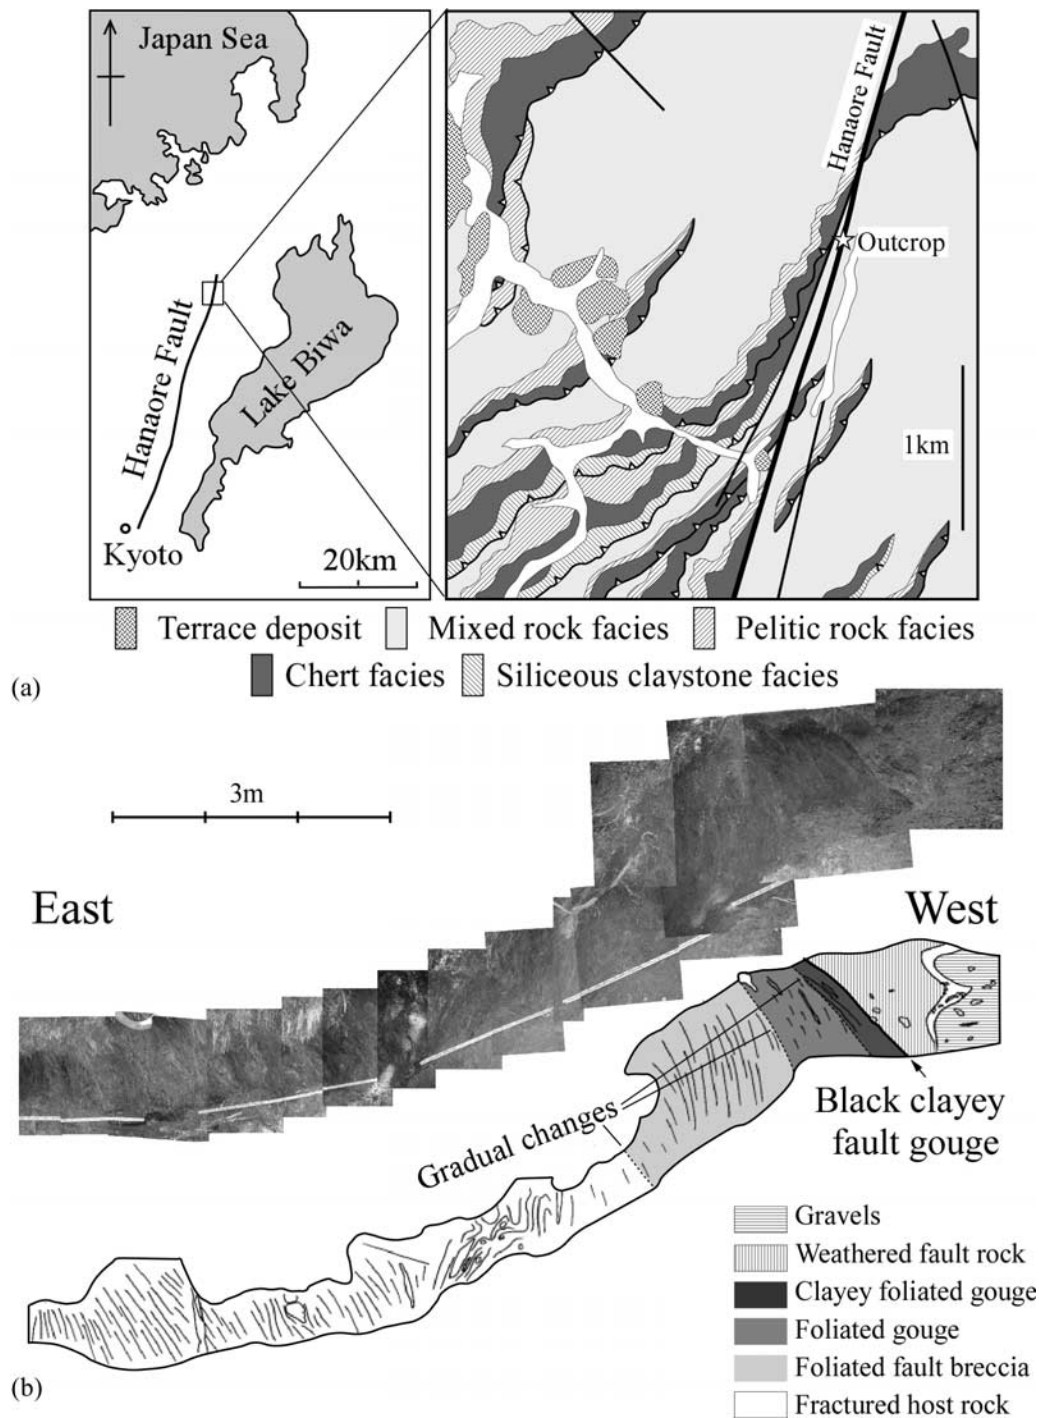 Japan Sea
Hanaore Fault
Lake Biwa
Kyoto
20km
Hanaore Fault
Outcrop
1km
Terrace deposit
Mixed rock facies
Pelitic rock facies
Chert facies
Siliceous claystone facies
(a)
3m
East
West
Gradual changes
Black clayey
fault gouge
Gravels
Weathered fault rock
Clayey foliated gouge
Foliated gouge
Foliated fault breccia
Fractured host rock
(b)